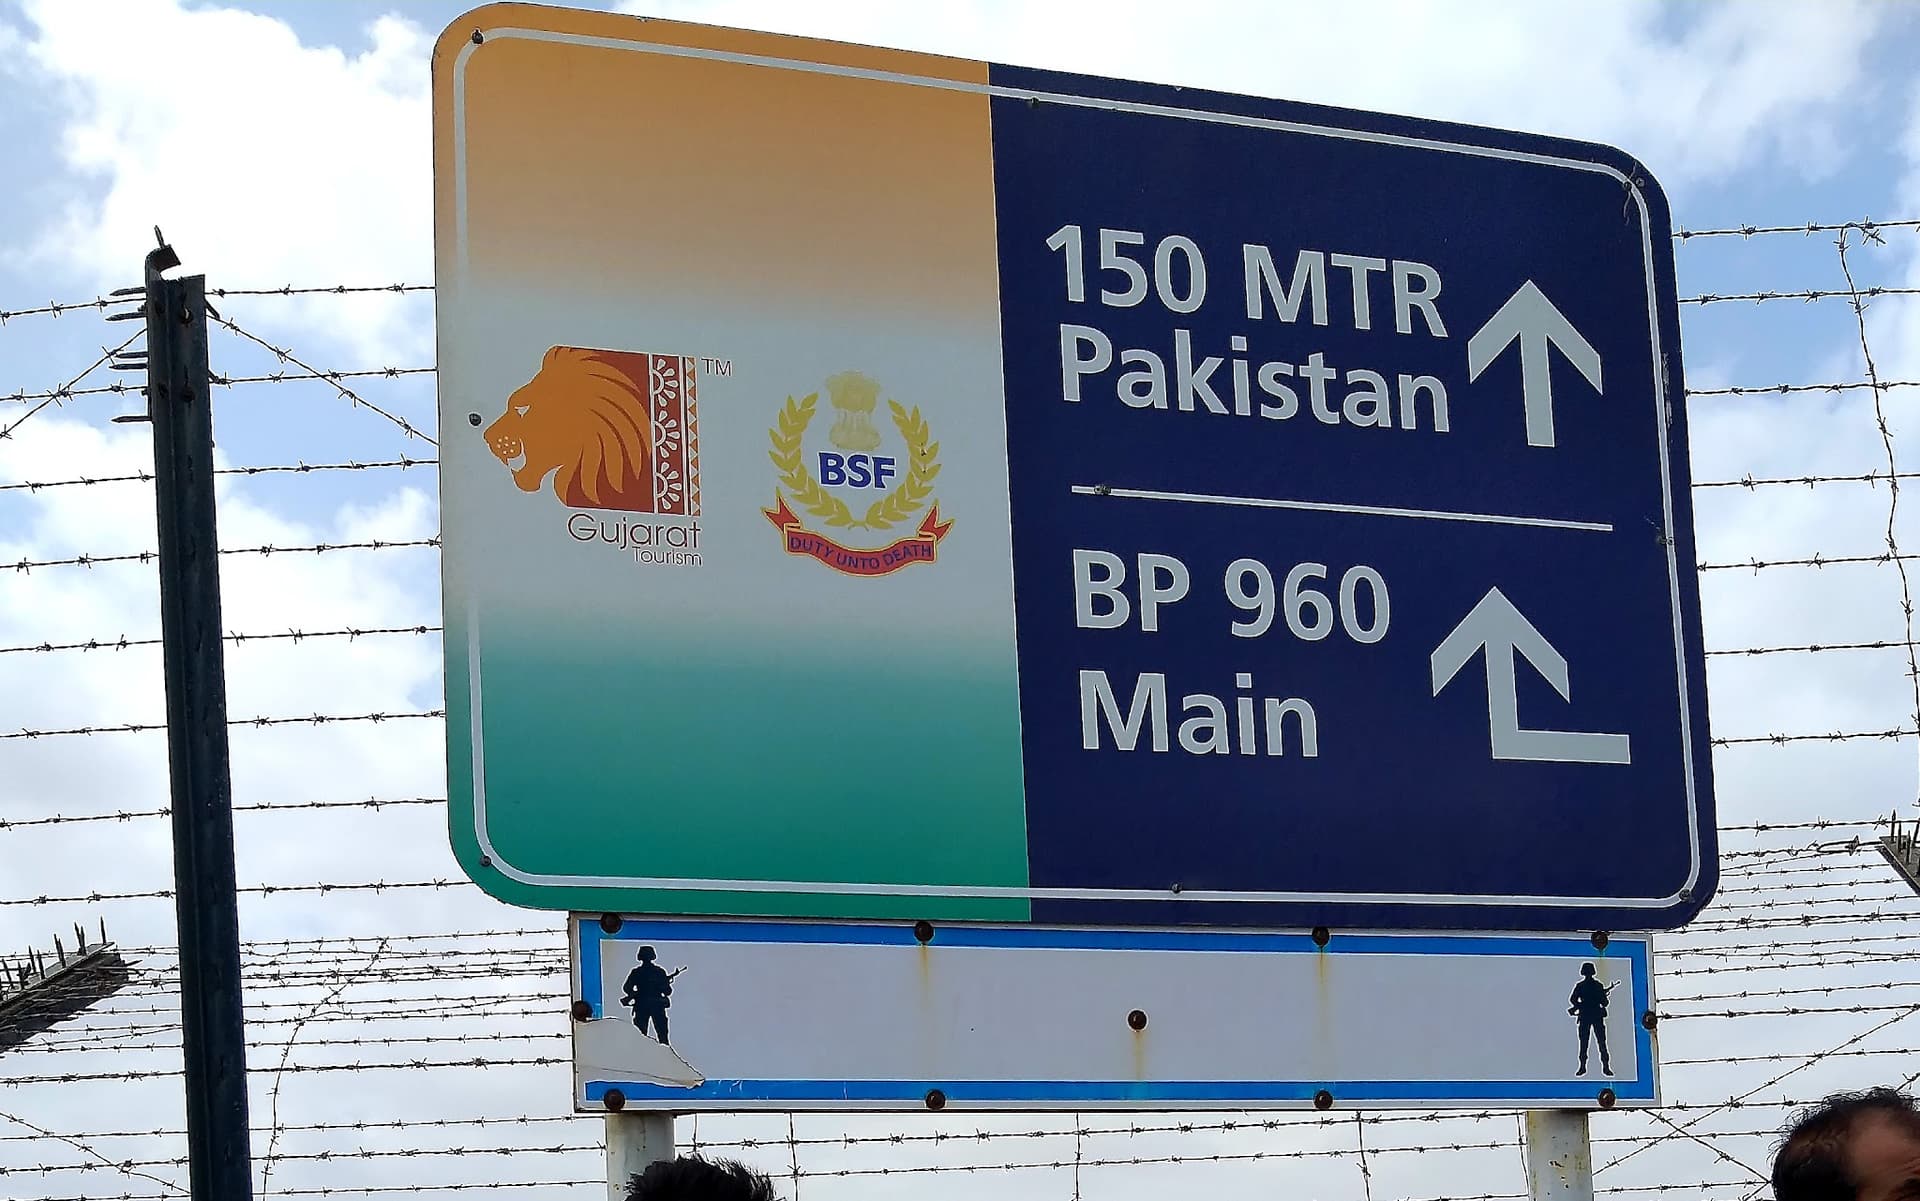 Gujarat
Tourism
TM
BSF
DUTY UNTO DEATH
150 MTR
Pakistan
BP 960
Main